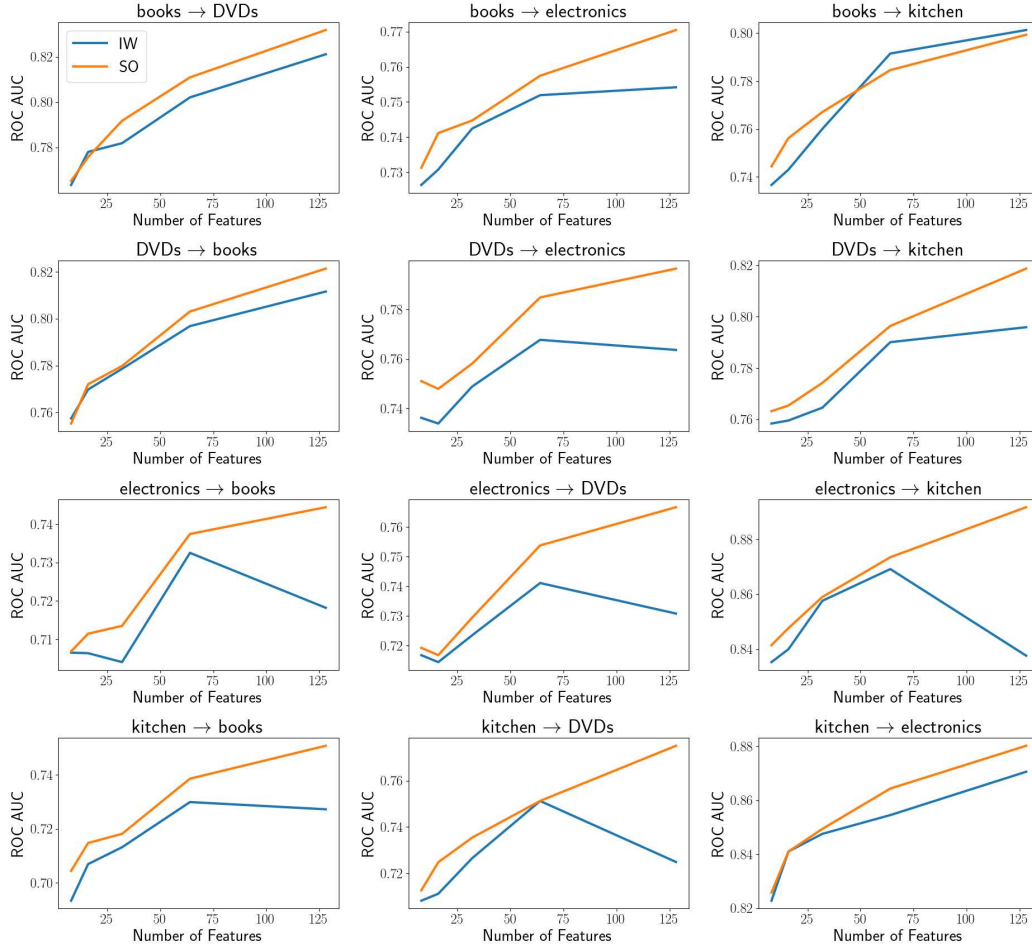 books → DVDs
books → electronics
books → kitchen
IW
SO
ROC AUC
0.82
0.80
0.78
25 50 75 100 125
Number of Features
ROC AUC
0.77
0.76
0.75
0.74
0.73
25 50 75 100 125
Number of Features
ROC AUC
0.80
0.78
0.76
0.74
25 50 75 100 125
Number of Features
DVDs → books
DVDs → electronics
DVDs → kitchen
ROC AUC
0.82
0.80
0.78
0.76
25 50 75 100 125
Number of Features
ROC AUC
0.78
0.76
0.74
25 50 75 100 125
Number of Features
ROC AUC
0.82
0.80
0.78
0.76
25 50 75 100 125
Number of Features
electronics → books
electronics → DVDs
electronics → kitchen
ROC AUC
0.74
0.73
0.72
0.71
25 50 75 100 125
Number of Features
ROC AUC
0.76
0.75
0.74
0.73
0.72
25 50 75 100 125
Number of Features
ROC AUC
0.88
0.86
0.84
25 50 75 100 125
Number of Features
kitchen → books
kitchen → DVDs
kitchen → electronics
ROC AUC
0.74
0.72
0.70
25 50 75 100 125
Number of Features
ROC AUC
0.76
0.74
0.72
25 50 75 100 125
Number of Features
ROC AUC
0.88
0.86
0.84
0.82
25 50 75 100 125
Number of Features